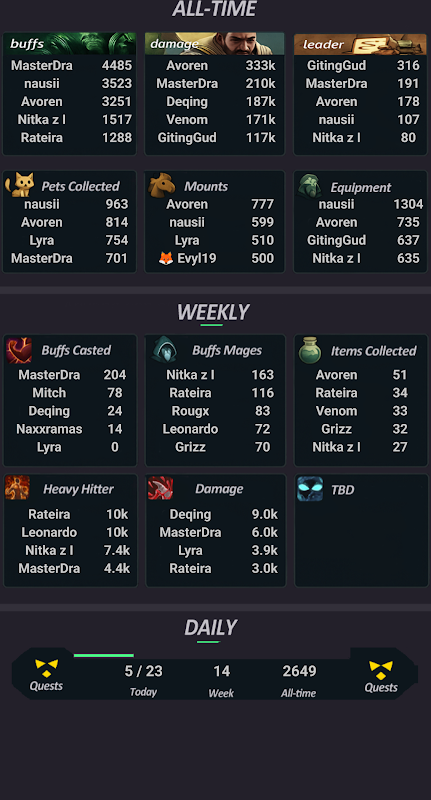 ALL-TIME
buffs
MasterDra 4485
nausii 3523
Avoren 3251
Nitka z l 1517
Rateira 1288
damage
Avoren 333k
MasterDra 210k
Deqing 187k
Venom 171k
GitingGud 117k
leader
GitingGud 316
MasterDra 191
Avoren 178
nausii 107
Nitka z l 80
Pets Collected
nausii 963
Avoren 814
Lyra 754
MasterDra 701
Mounts
Avoren 777
nausii 599
Lyra 510
🦊 Evyl19 500
Equipment
nausii 1304
Avoren 735
GitingGud 637
Nitka z l 635
WEEKLY
Buffs Casted
MasterDra 204
Mitch 78
Deqing 24
Naxxramas 14
Lyra 0
Buffs Mages
Nitka z l 163
Rateira 116
Rougx 83
Leonardo 72
Grizz 70
Items Collected
Avoren 51
Rateira 34
Venom 33
Grizz 32
Nitka z l 27
Heavy Hitter
Rateira 10k
Leonardo 10k
Nitka z l 7.4k
MasterDra 4.4k
Damage
Deqing 9.0k
MasterDra 6.0k
Lyra 3.9k
Rateira 3.0k
TBD
DAILY
Quests
5 / 23
Today
14
Week
2649
All-time
Quests